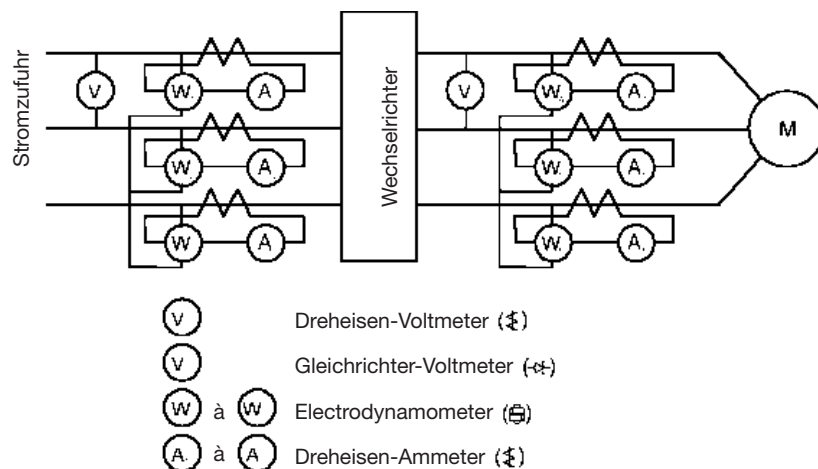 Stromzufuhr
Wechselrichter
V
W A
W A
W A
V
W A
W A
W A
M
V Dreheisen-Voltmeter
V Gleichrichter-Voltmeter
W à W Electrodynamometer
A à A Dreheisen-Ammeter